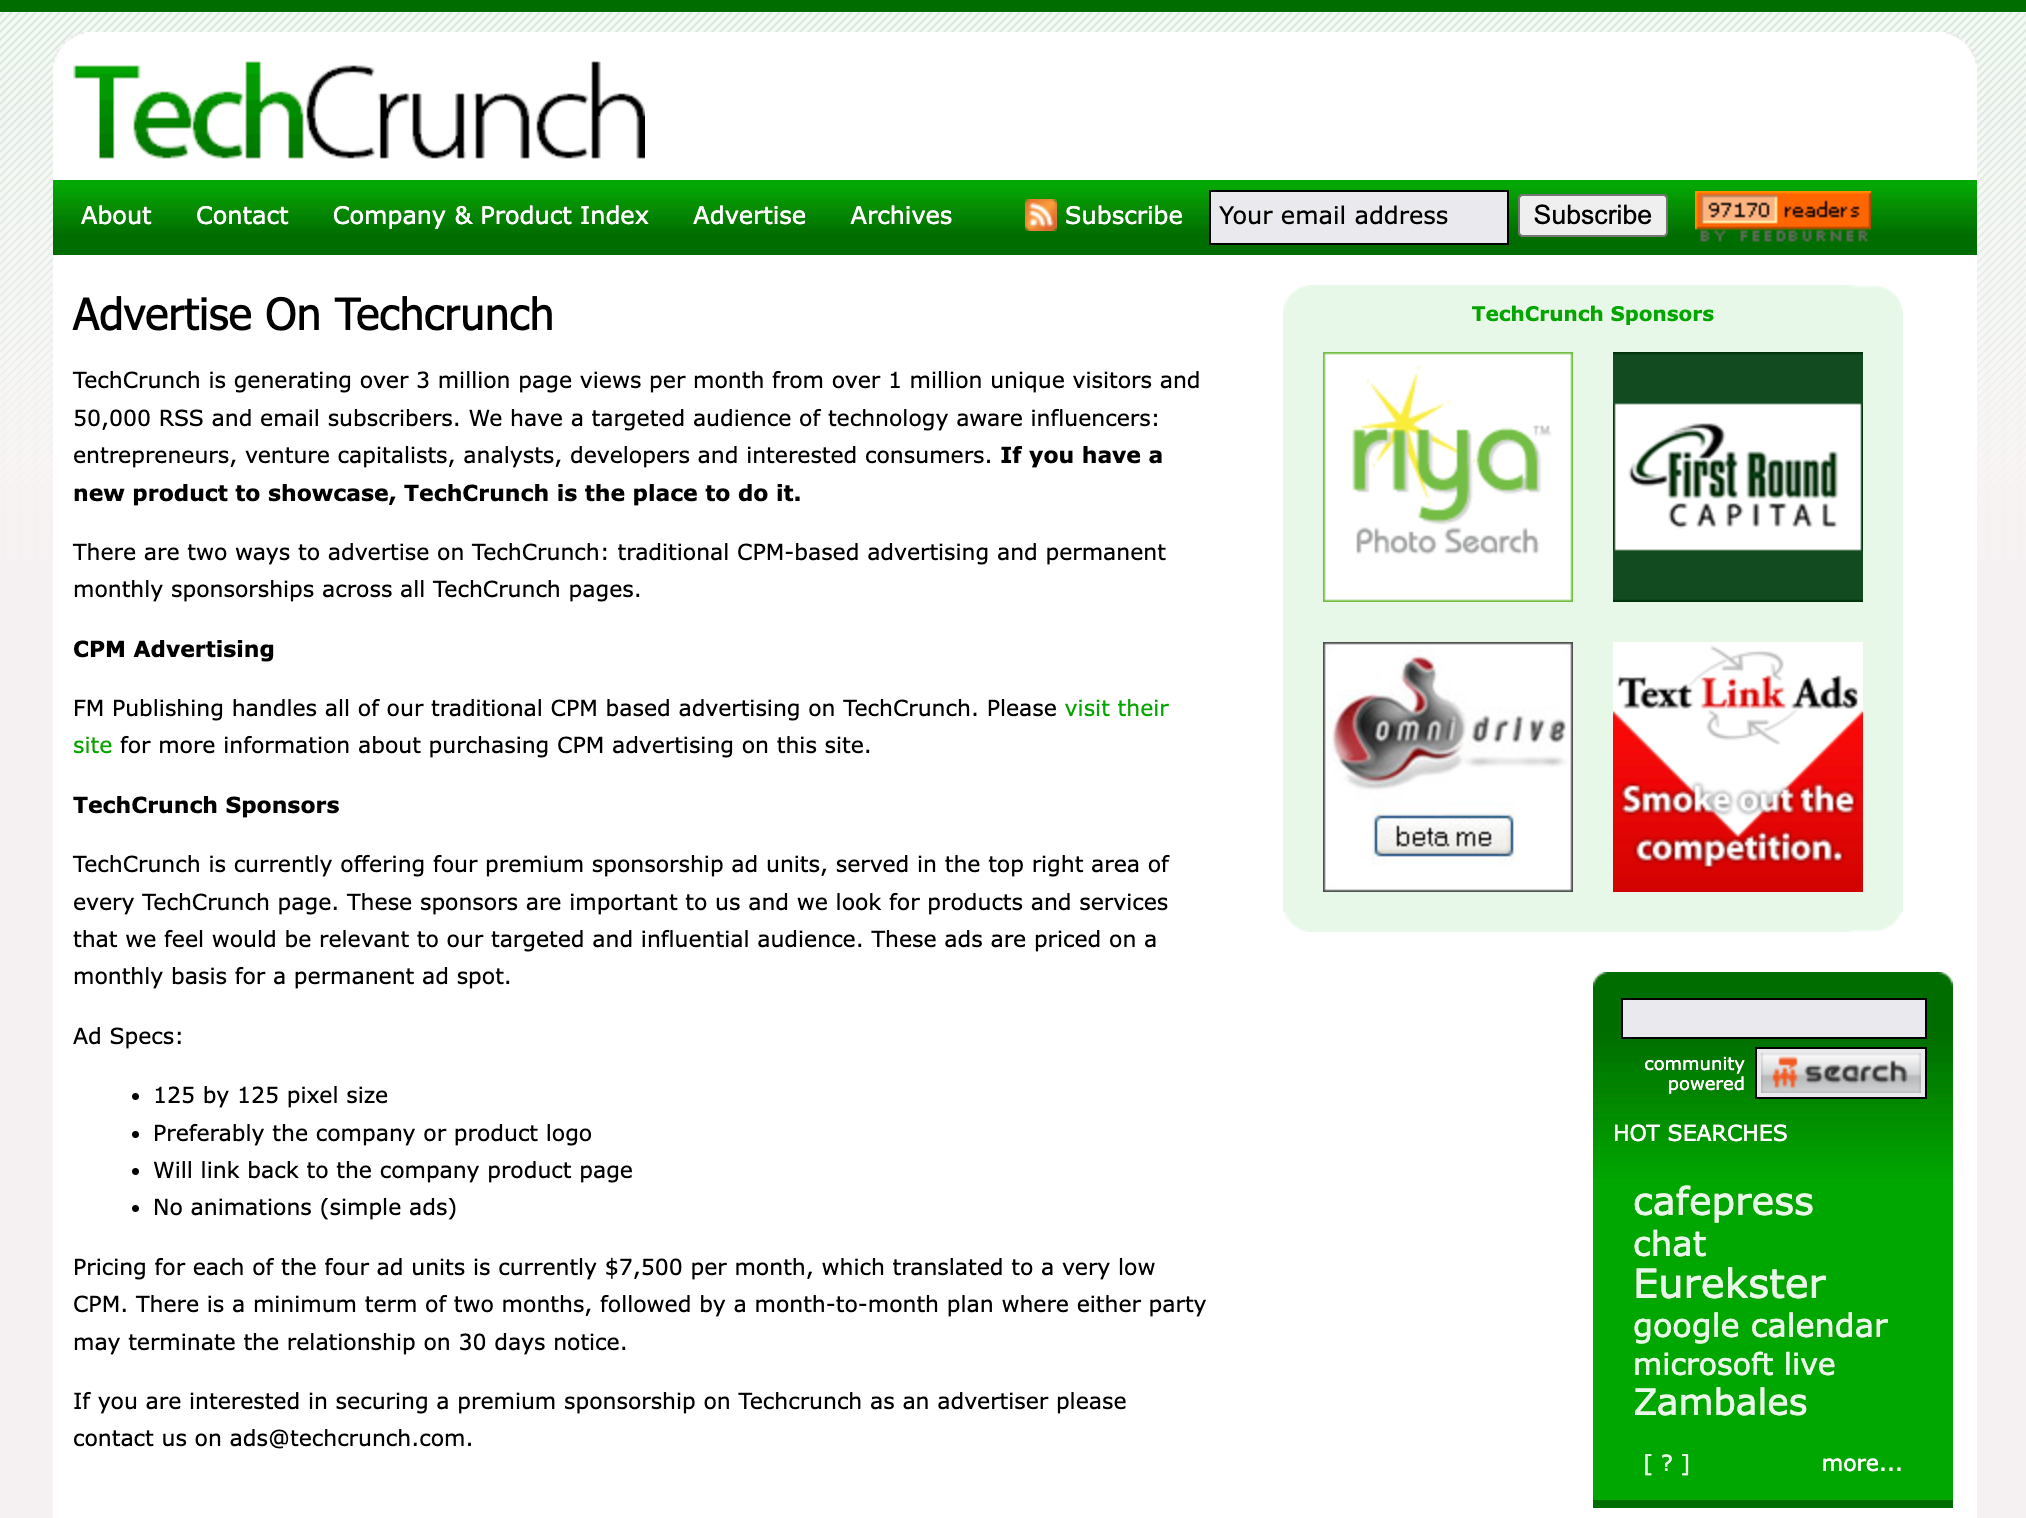 TechCrunch
About Contact Company & Product Index Advertise Archives Subscribe Your email address Subscribe 97170 readers
BY FEEDBURNER
Advertise On Techcrunch
TechCrunch is generating over 3 million page views per month from over 1 million unique visitors and
50,000 RSS and email subscribers. We have a targeted audience of technology aware influencers:
entrepreneurs, venture capitalists, analysts, developers and interested consumers. If you have a
new product to showcase, TechCrunch is the place to do it.
There are two ways to advertise on TechCrunch: traditional CPM-based advertising and permanent
monthly sponsorships across all TechCrunch pages.
CPM Advertising
FM Publishing handles all of our traditional CPM based advertising on TechCrunch. Please visit their
site for more information about purchasing CPM advertising on this site.
TechCrunch Sponsors
TechCrunch is currently offering four premium sponsorship ad units, served in the top right area of
every TechCrunch page. These sponsors are important to us and we look for products and services
that we feel would be relevant to our targeted and influential audience. These ads are priced on a
monthly basis for a permanent ad spot.
Ad Specs:
• 125 by 125 pixel size
• Preferably the company or product logo
• Will link back to the company product page
• No animations (simple ads)
Pricing for each of the four ad units is currently $7,500 per month, which translated to a very low
CPM. There is a minimum term of two months, followed by a month-to-month plan where either party
may terminate the relationship on 30 days notice.
If you are interested in securing a premium sponsorship on Techcrunch as an advertiser please
contact us on ads@techcrunch.com.
TechCrunch Sponsors
riya™
Photo Search
First Round
CAPITAL
omni drive
beta me
Text Link Ads
Smoke out the
competition.
community
powered
search
HOT SEARCHES
cafepress
chat
Eurekster
google calendar
microsoft live
Zambales
[ ? ] more...